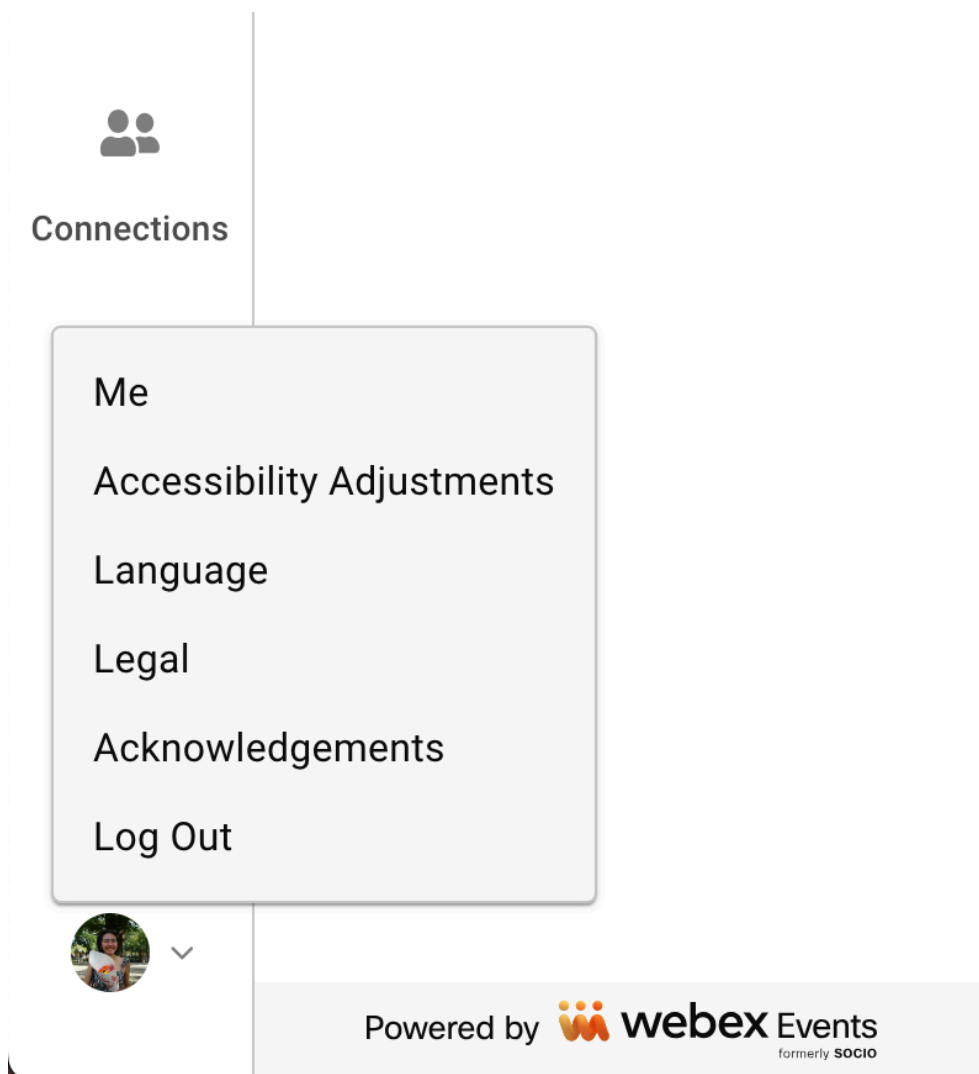 Connections
Me
Accessibility Adjustments
Language
Legal
Acknowledgements
Log Out
Powered by webex Events
formerly socio